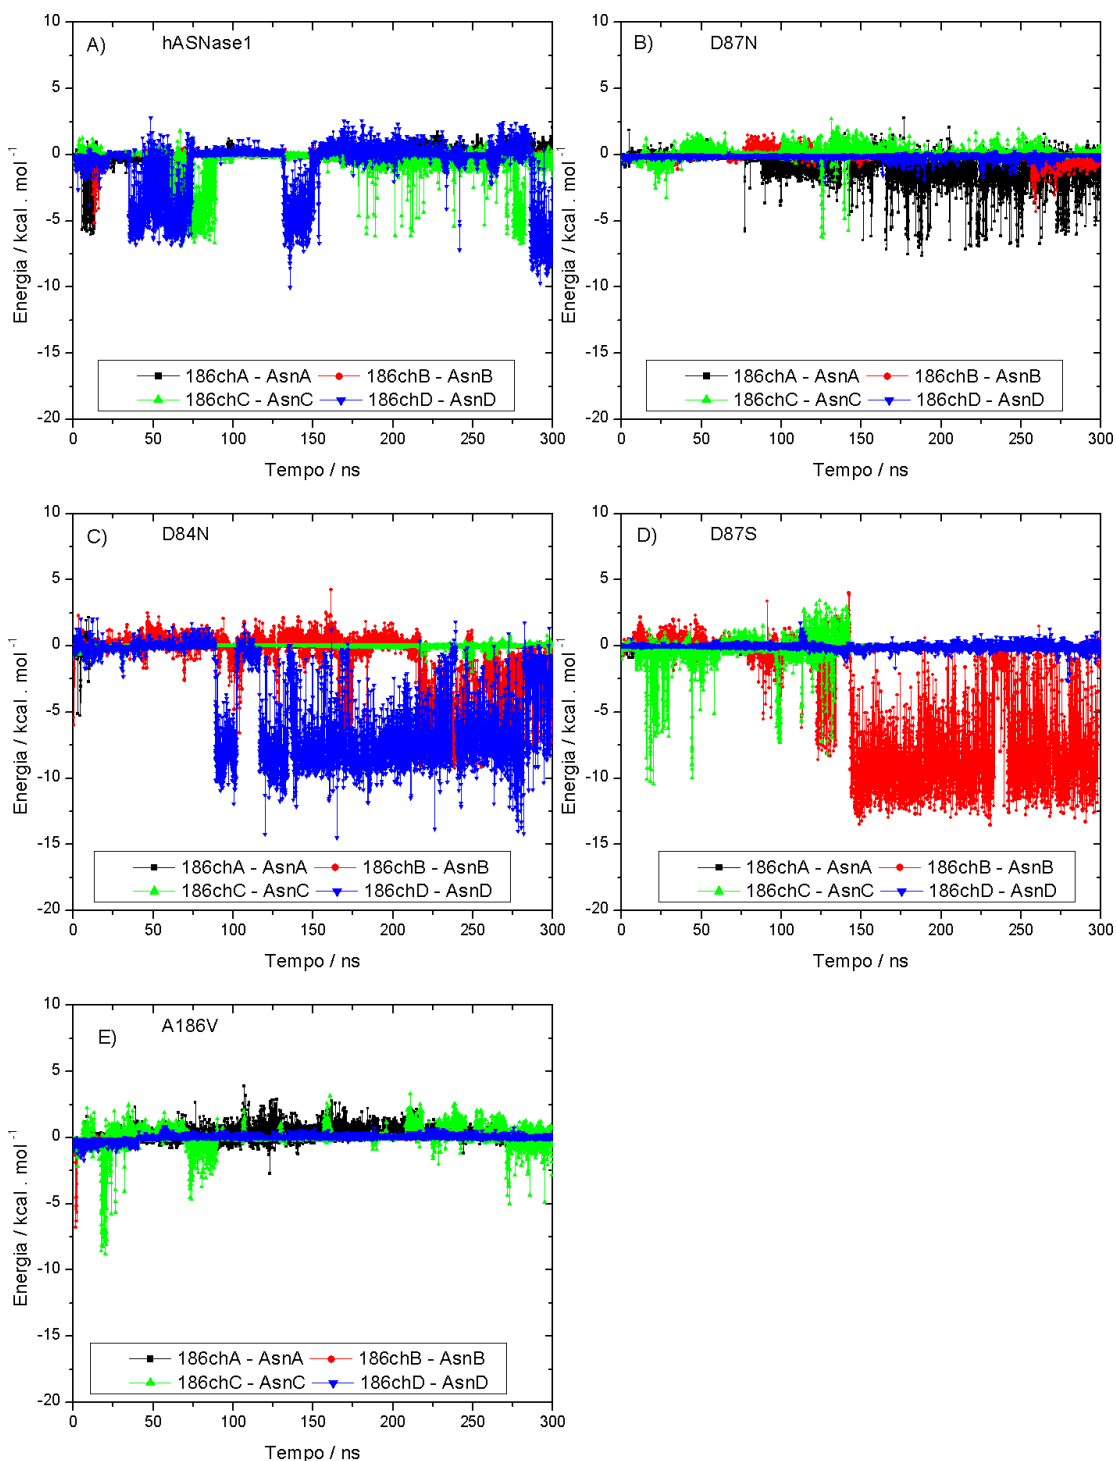 A) hASNase1
10
5
0
-5
-10
-15
-20
Energia / kcal . mol⁻¹
186chA - AsnA 186chB - AsnB
186chC - AsnC 186chD - AsnD
0 50 100 150 200 250 300
Tempo / ns
B) D87N
10
5
0
-5
-10
-15
-20
Energia / kcal . mol⁻¹
186chA - AsnA 186chB - AsnB
186chC - AsnC 186chD - AsnD
0 50 100 150 200 250 300
Tempo / ns
C) D84N
10
5
0
-5
-10
-15
-20
Energia / kcal . mol⁻¹
186chA - AsnA 186chB - AsnB
186chC - AsnC 186chD - AsnD
0 50 100 150 200 250 300
Tempo / ns
D) D87S
10
5
0
-5
-10
-15
-20
Energia / kcal . mol⁻¹
186chA - AsnA 186chB - AsnB
186chC - AsnC 186chD - AsnD
0 50 100 150 200 250 300
Tempo / ns
E) A186V
10
5
0
-5
-10
-15
-20
Energia / kcal . mol⁻¹
186chA - AsnA 186chB - AsnB
186chC - AsnC 186chD - AsnD
0 50 100 150 200 250 300
Tempo / ns